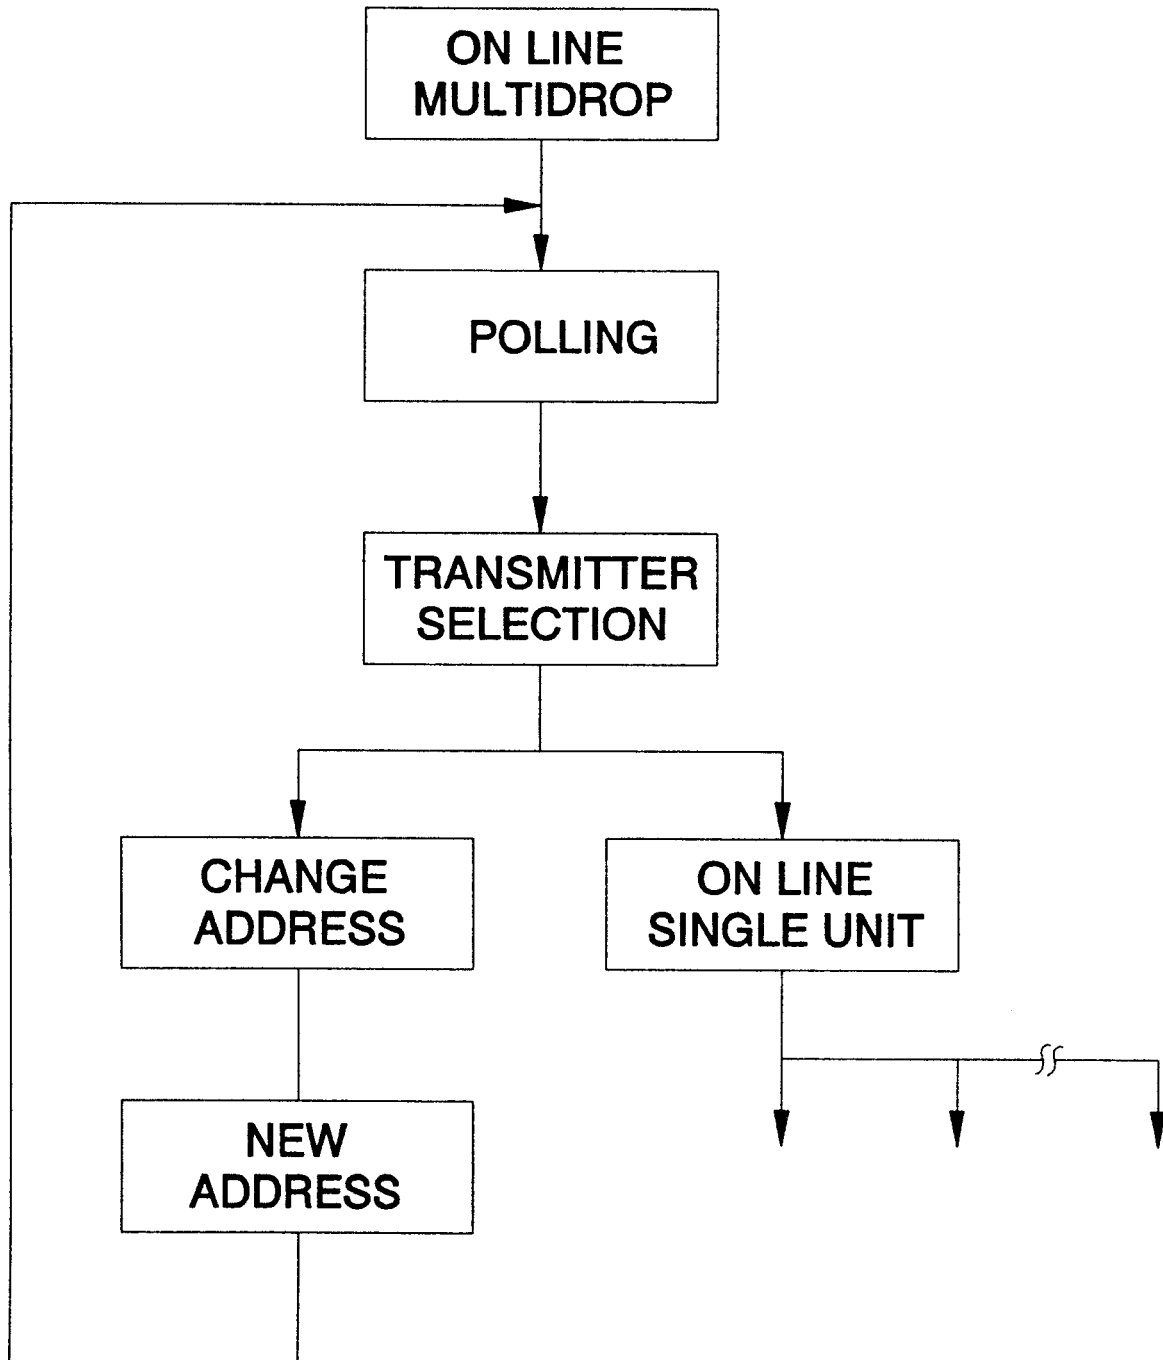 ON LINE
MULTIDROP
POLLING
TRANSMITTER
SELECTION
CHANGE
ADDRESS
ON LINE
SINGLE UNIT
NEW
ADDRESS